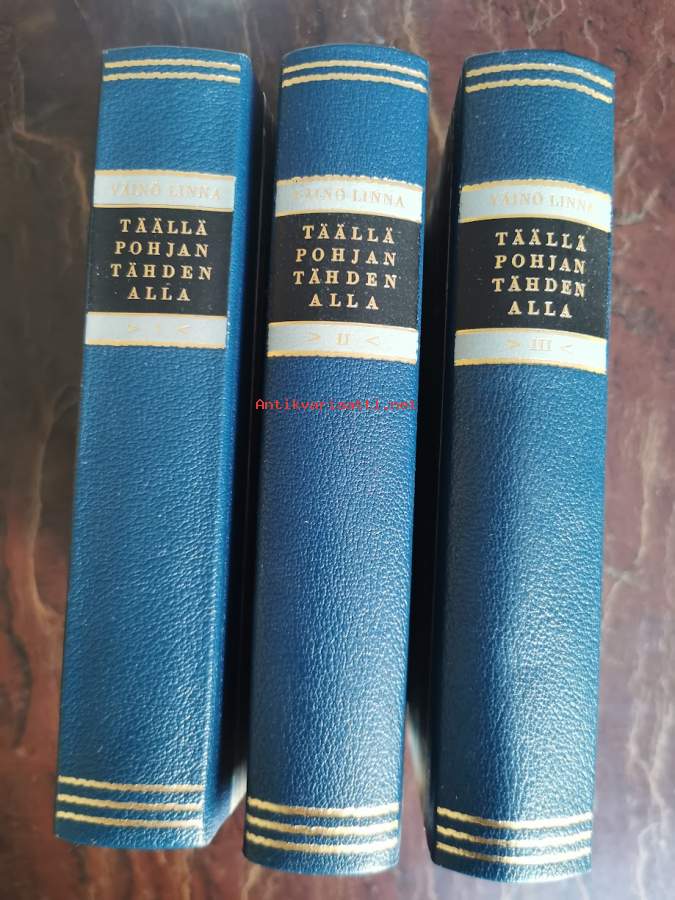 VÄINÖ LINNA
TÄÄLLÄ
POHJAN
TÄHDEN
ALLA
> I <
VÄINÖ LINNA
TÄÄLLÄ
POHJAN
TÄHDEN
ALLA
> II <
VÄINÖ LINNA
TÄÄLLÄ
POHJAN
TÄHDEN
ALLA
> III <
Antikvariaatti.net